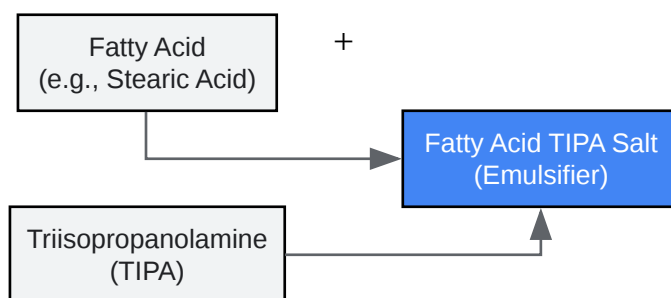 Fatty Acid
(e.g., Stearic Acid)
+
Fatty Acid TIPA Salt
(Emulsifier)
Triisopropanolamine
(TIPA)